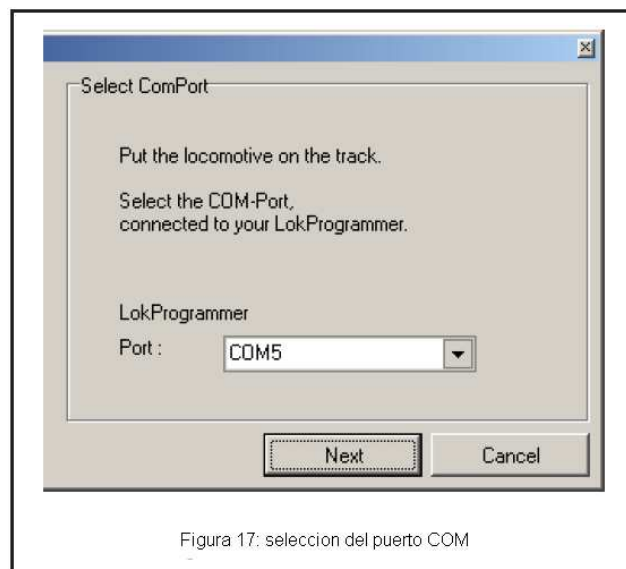 Select ComPort
Put the locomotive on the track.
Select the COM-Port,
connected to your LokProgrammer.
LokProgrammer
Port :
COM5
Next
Cancel
Figura 17: seleccion del puerto COM